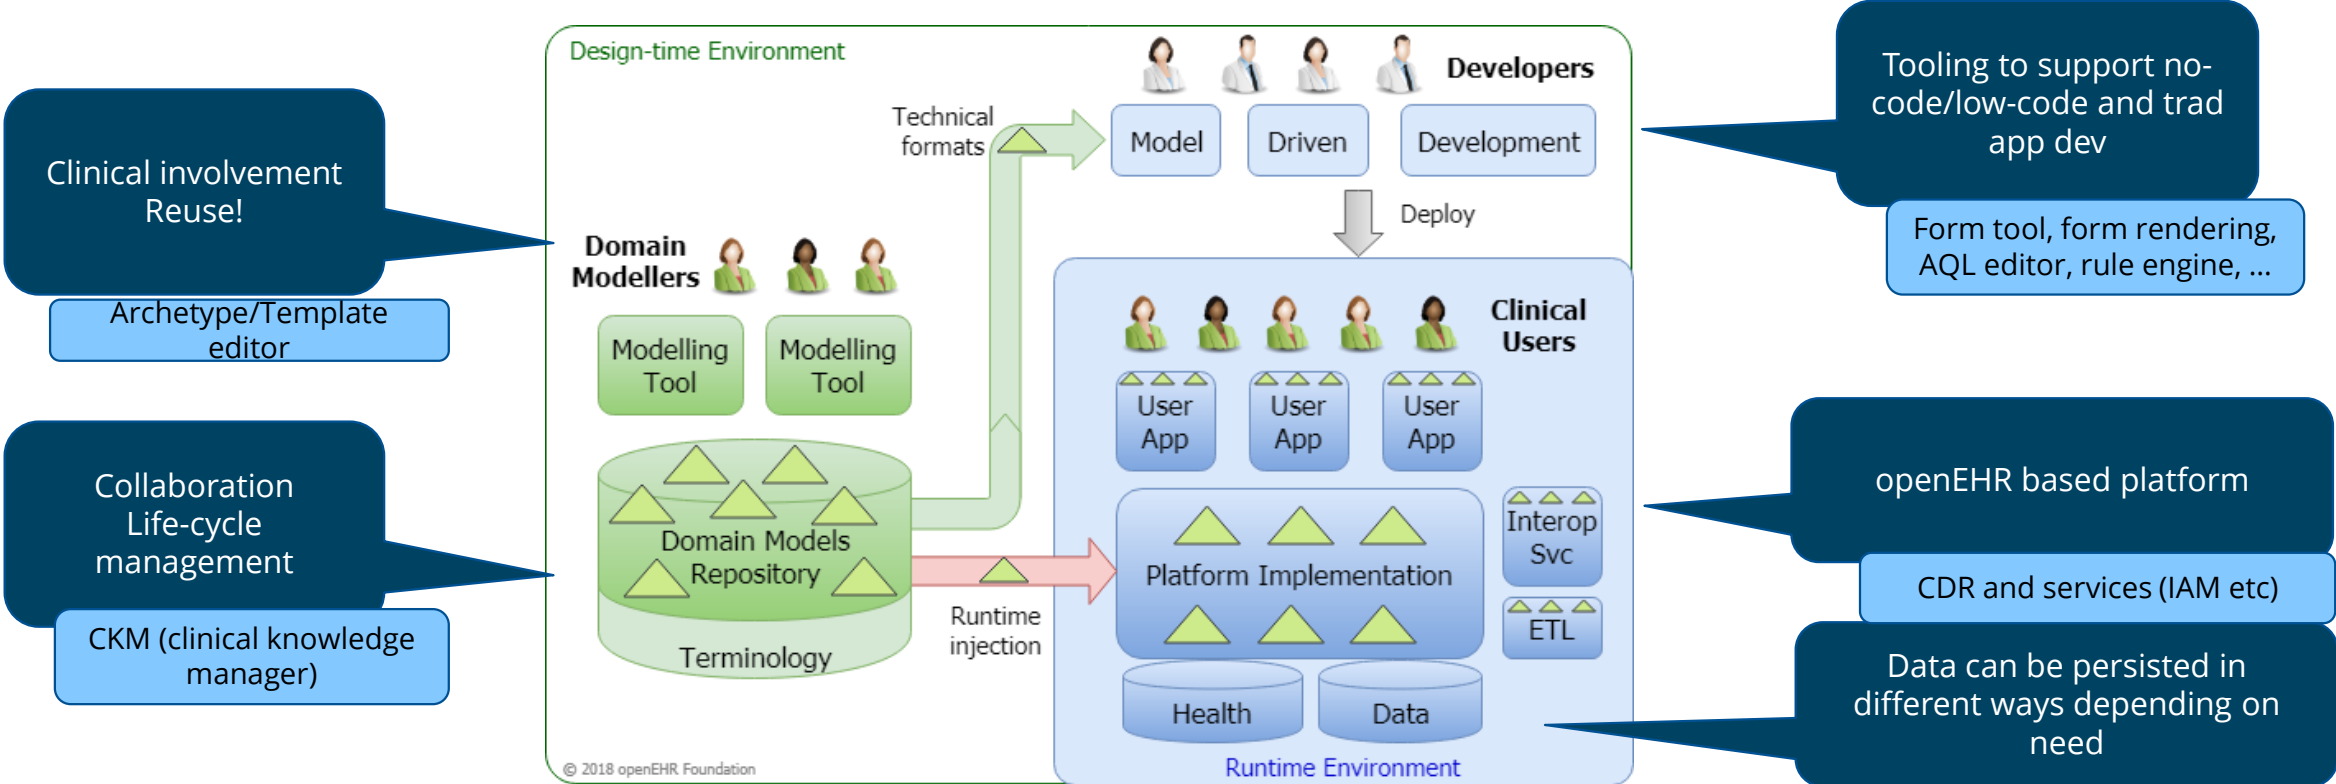 Clinical involvement
Reuse!
Archetype/Template
editor
Collaboration
Life-cycle
management
CKM (clinical knowledge
manager)
Design-time Environment
Developers
Technical
formats
Model
Driven
Development
Deploy
Domain
Modellers
Modelling
Tool
Modelling
Tool
Domain Models
Repository
Terminology
Runtime
injection
Clinical
Users
User
App
User
App
User
App
Platform Implementation
Interop
Svc
ETL
Health
Data
Runtime Environment
© 2018 openEHR Foundation
Tooling to support no-
code/low-code and trad
app dev
Form tool, form rendering,
AQL editor, rule engine, ...
openEHR based platform
CDR and services (IAM etc)
Data can be persisted in
different ways depending on
need